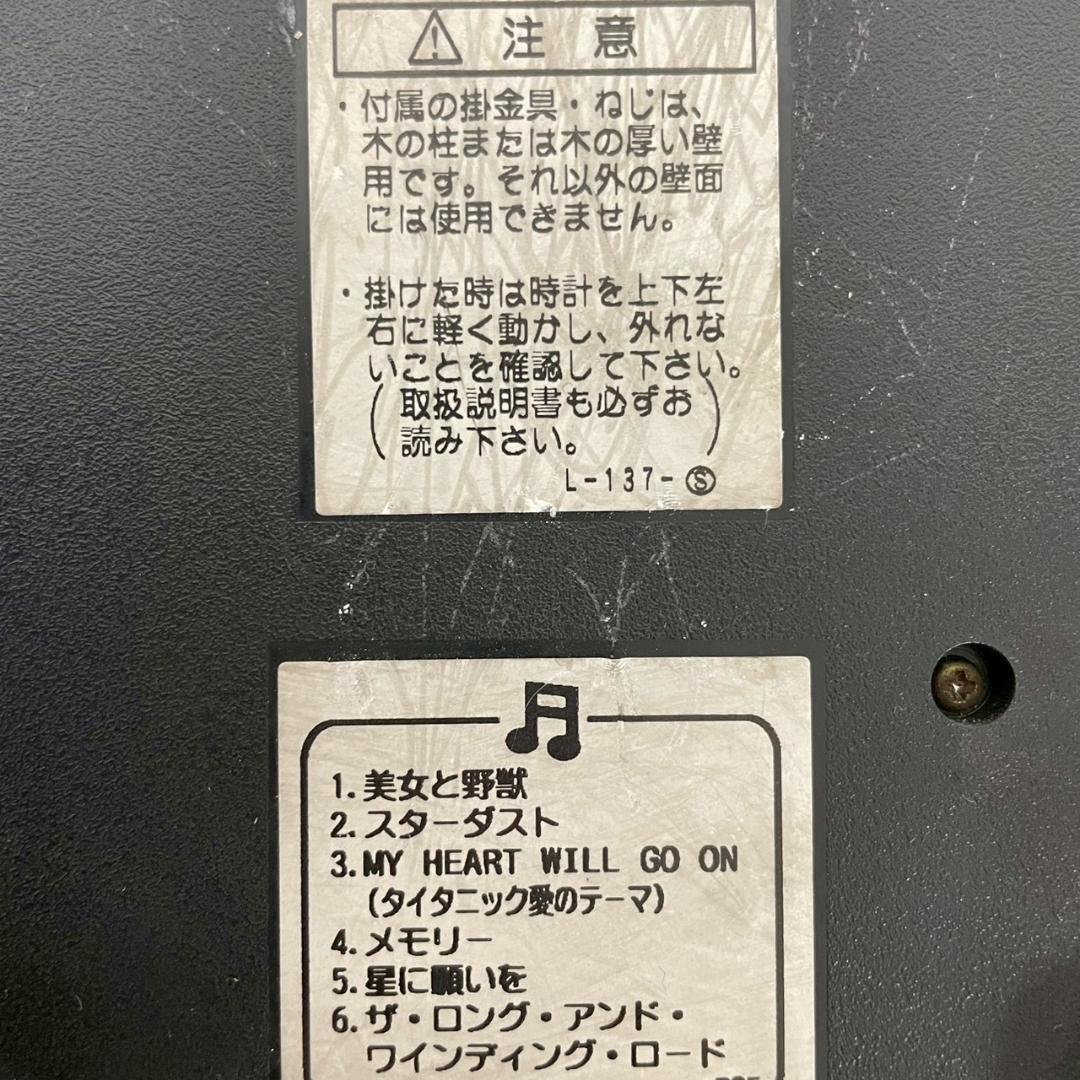 注意
・付属の掛金具・ねじは、
木の柱または木の厚い壁
用です。それ以外の壁面
には使用できません。
・掛けた時は時計を上下左
右に軽く動かし、外れな
いことを確認して下さい。
(取扱説明書も必ずお
読み下さい。)
L-137-Ⓢ
1.美女と野獣
2.スターダスト
3.MY HEART WILL GO ON
(タイタニック愛のテーマ)
4.メモリー
5.星に願いを
6.ザ・ロング・アンド・
ワインディング・ロード